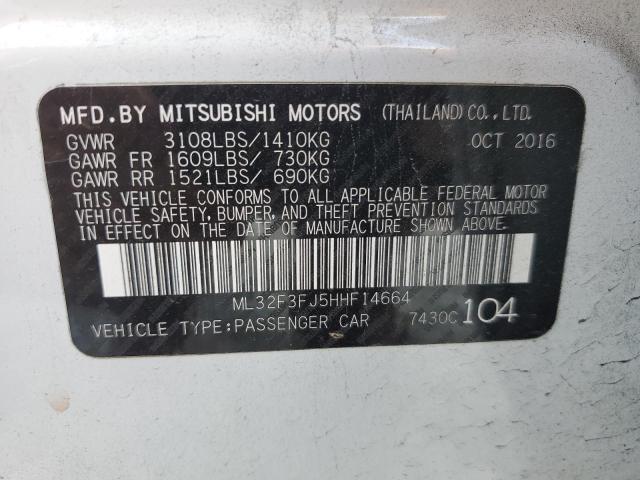 MFD.BY MITSUBISHI MOTORS (THAILAND)CO.,LTD.
GVWR 3108LBS/1410KG OCT 2016
GAWR FR 1609LBS/ 730KG
GAWR RR 1521LBS/ 690KG
THIS VEHICLE CONFORMS TO ALL APPLICABLE FEDERAL MOTOR
VEHICLE SAFETY, BUMPER, AND THEFT PREVENTION STANDARDS
IN EFFECT ON THE DATE OF MANUFACTURE SHOWN ABOVE.
ML32F3FJ5HHF14664
VEHICLE TYPE:PASSENGER CAR 7430C 104